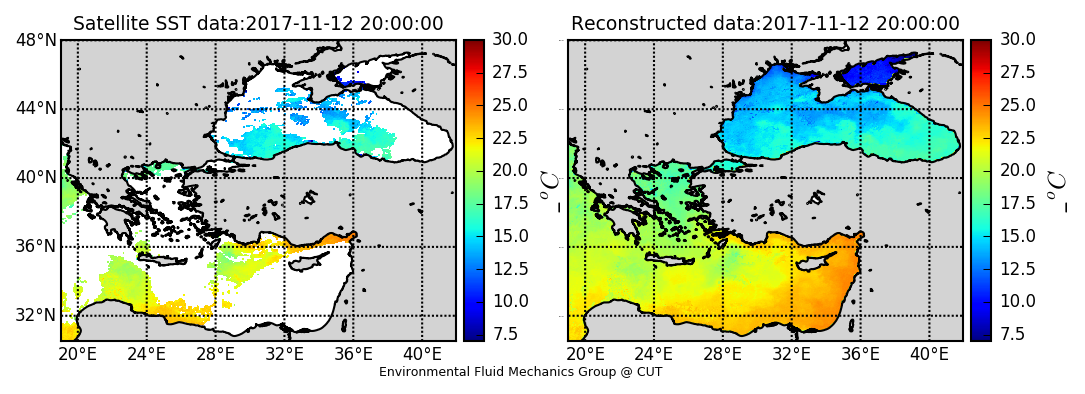 Satellite SST data:2017-11-12 20:00:00
Reconstructed data:2017-11-12 20:00:00
48°N
44°N
40°N
36°N
32°N
20°E 24°E 28°E 32°E 36°E 40°E
30.0
27.5
25.0
22.5
20.0
17.5
15.0
12.5
10.0
7.5
_ °C
20°E 24°E 28°E 32°E 36°E 40°E
30.0
27.5
25.0
22.5
20.0
17.5
15.0
12.5
10.0
7.5
_ °C
Environmental Fluid Mechanics Group @ CUT